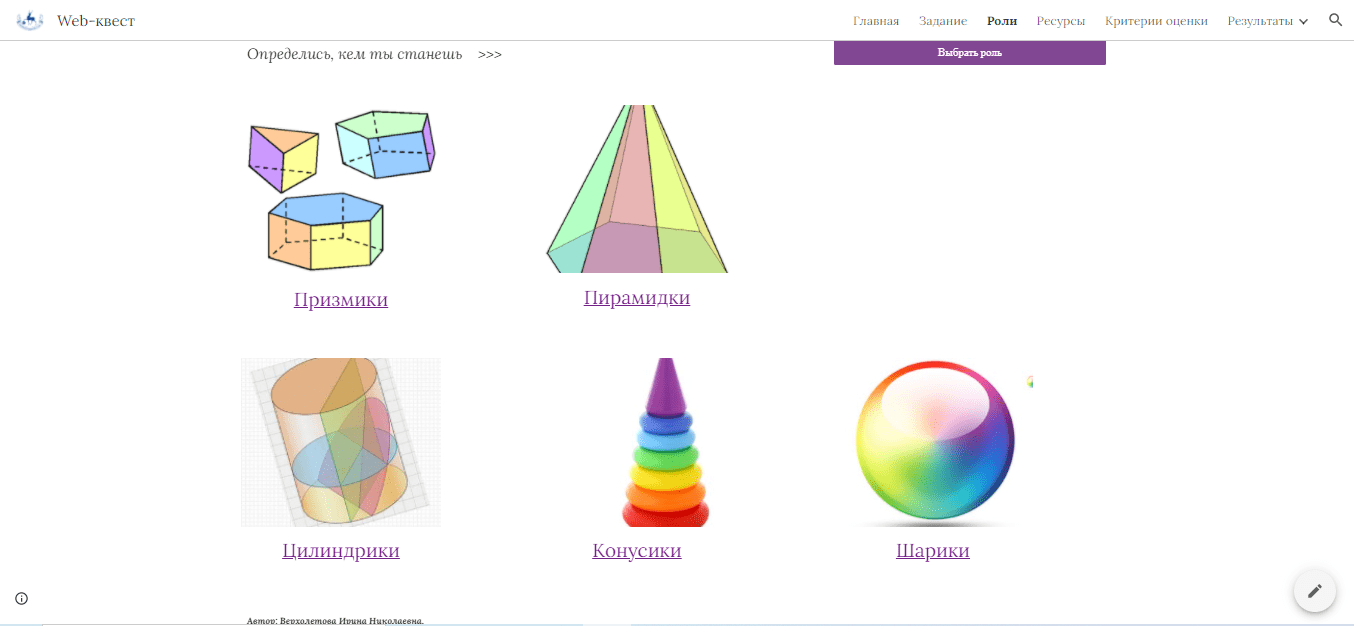 Web-квест
Главная Задание Роли Ресурсы Критерии оценки Результаты
Определись, кем ты станешь >>>
Выбрать роль
Призмики
Пирамидки
Цилиндрики
Конусики
Шарики
Автор: Верхолетова Ирина Николаевна,